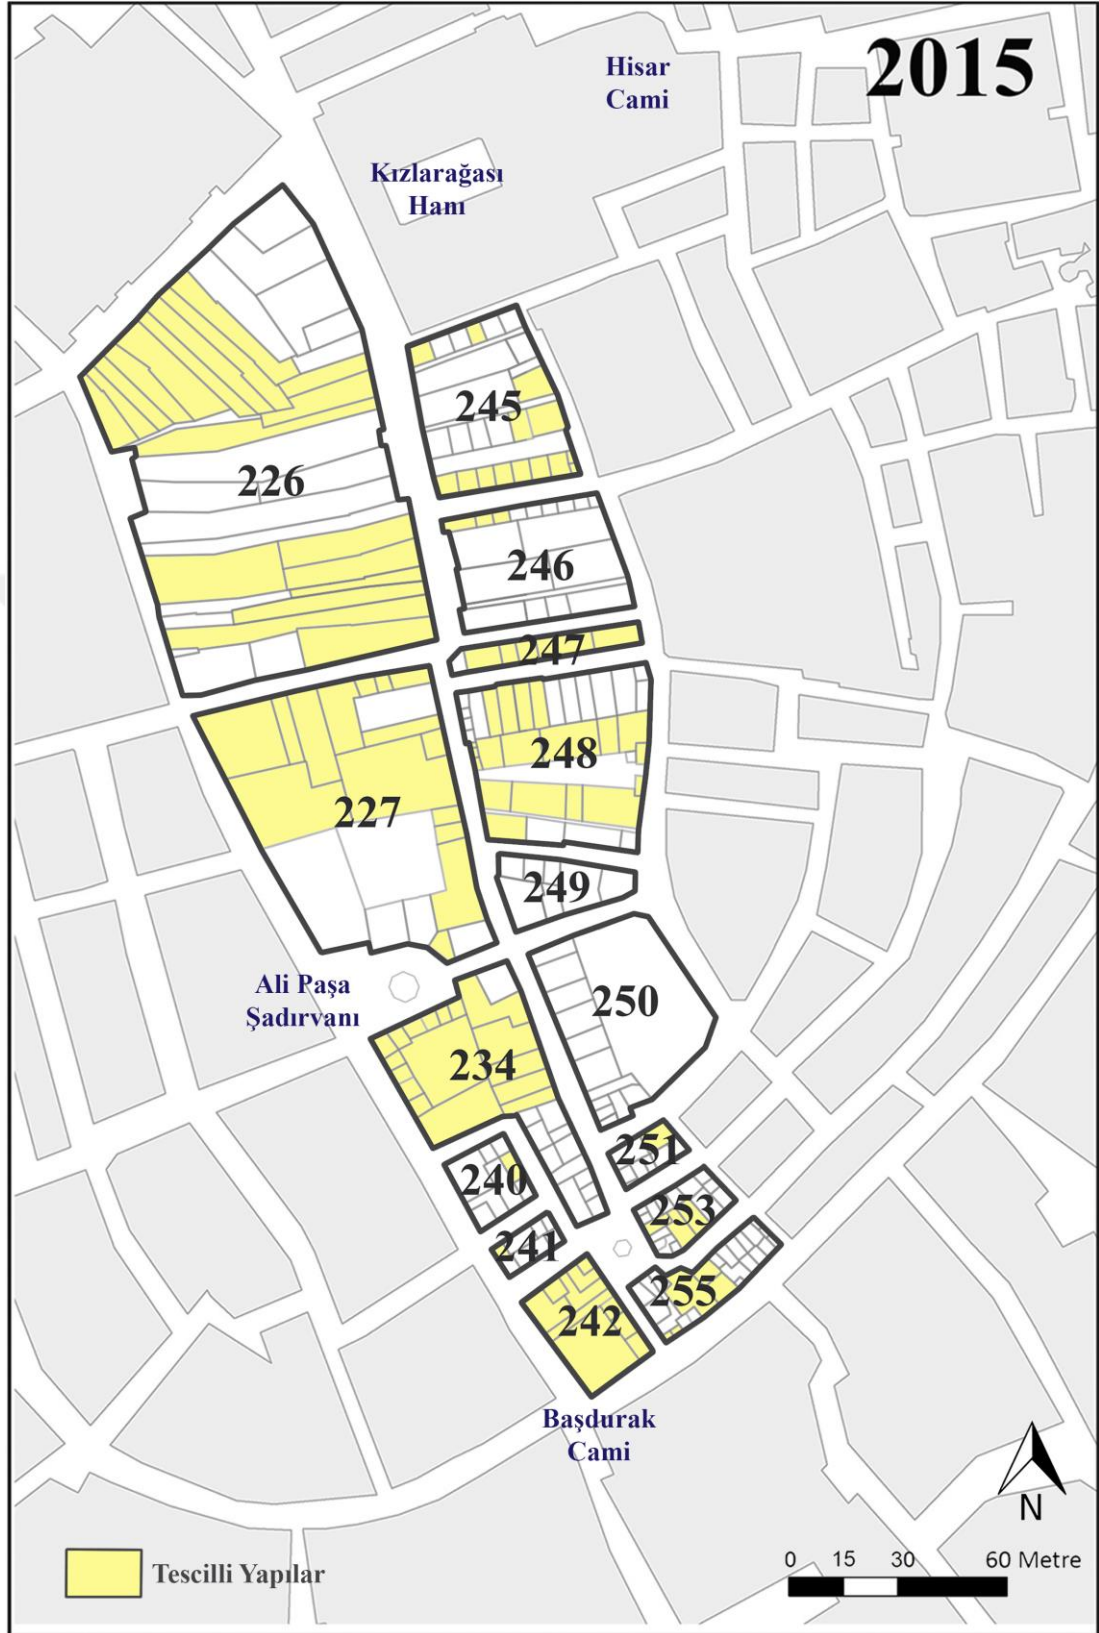 2015
Hisar
Cami
Kızlarağası
Hanı
245
226
246
247
248
227
249
Ali Paşa
Şadırvanı
250
234
251
240
253
241
255
242
Başdurak
Cami
N
Tescilli Yapılar
0 15 30 60 Metre